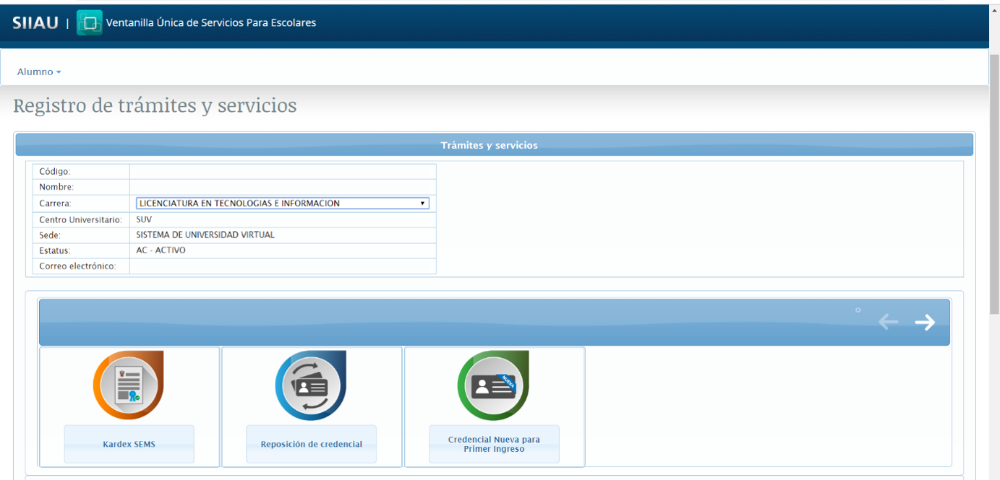 SIIAU | Ventanilla Única de Servicios Para Escolares
Alumno
Registro de trámites y servicios
Trámites y servicios
Código:
Nombre:
Carrera: LICENCIATURA EN TECNOLOGIAS E INFORMACION
Centro Universitario: SUV
Sede: SISTEMA DE UNIVERSIDAD VIRTUAL
Estatus: AC - ACTIVO
Correo electrónico:
NUEVA
Kardex SEMS
Reposición de credencial
Credencial Nueva para
Primer Ingreso